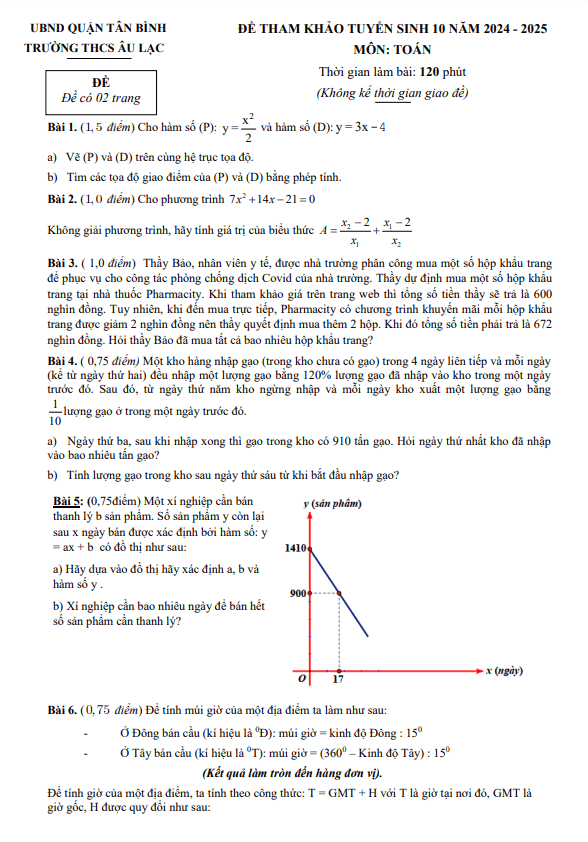 UBND QUẬN TÂN BÌNH
TRƯỜNG THCS ÂU LẠC
ĐỀ
Đề có 02 trang
ĐỀ THAM KHẢO TUYỂN SINH 10 NĂM 2024 - 2025
MÔN: TOÁN
Thời gian làm bài: 120 phút
(Không kể thời gian giao đề)
Bài 1. (1,5 điểm) Cho hàm số (P): y = x²/2 và hàm số (D): y = 3x − 4
a) Vẽ (P) và (D) trên cùng hệ trục tọa độ.
b) Tìm các tọa độ giao điểm của (P) và (D) bằng phép tính.
Bài 2. (1,0 điểm) Cho phương trình 7x² + 14x − 21 = 0
Không giải phương trình, hãy tính giá trị của biểu thức A = (x₂ − 2)/x₁ + (x₁ − 2)/x₂
Bài 3. ( 1,0 điểm) Thầy Bảo, nhân viên y tế, được nhà trường phân công mua một số hộp khẩu trang
để phục vụ cho công tác phòng chống dịch Covid của nhà trường. Thầy dự định mua một số hộp khẩu
trang tại nhà thuốc Pharmacity. Khi tham khảo giá trên trang web thì tổng số tiền thầy sẽ trả là 600
nghìn đồng. Tuy nhiên, khi đến mua trực tiếp, Pharmacity có chương trình khuyến mãi mỗi hộp khẩu
trang được giảm 2 nghìn đồng nên thầy quyết định mua thêm 2 hộp. Khi đó tổng số tiền phải trả là 672
nghìn đồng. Hỏi thầy Bảo đã mua tất cả bao nhiêu hộp khẩu trang?
Bài 4. ( 0,75 điểm) Một kho hàng nhập gạo (trong kho chưa có gạo) trong 4 ngày liên tiếp và mỗi ngày
(kể từ ngày thứ hai) đều nhập một lượng gạo bằng 120% lượng gạo đã nhập vào kho trong một ngày
trước đó. Sau đó, từ ngày thứ năm kho ngừng nhập và mỗi ngày kho xuất một lượng gạo bằng
1/10 lượng gạo ở trong một ngày trước đó.
a) Ngày thứ ba, sau khi nhập xong thì gạo trong kho có 910 tấn gạo. Hỏi ngày thứ nhất kho đã nhập
vào bao nhiêu tấn gạo?
b) Tính lượng gạo trong kho sau ngày thứ sáu từ khi bắt đầu nhập gạo?
Bài 5: (0,75điểm) Một xí nghiệp cần bán
thanh lý b sản phẩm. Số sản phẩm y còn lại
sau x ngày bán được xác định bởi hàm số: y
= ax + b có đồ thị như sau:
a) Hãy dựa vào đồ thị hãy xác định a, b và
hàm số y .
b) Xí nghiệp cần bao nhiêu ngày để bán hết
số sản phẩm cần thanh lý?
y (sản phẩm)
1410
900
O
17
x (ngày)
Bài 6. ( 0,75 điểm) Để tính múi giờ của một địa điểm ta làm như sau:
- Ở Đông bán cầu (kí hiệu là ⁰Đ): múi giờ = kinh độ Đông : 15⁰
- Ở Tây bán cầu (kí hiệu là ⁰T): múi giờ = (360⁰ – Kinh độ Tây) : 15⁰
(Kết quả làm tròn đến hàng đơn vị).
Để tính giờ của một địa điểm, ta tính theo công thức: T = GMT + H với T là giờ tại nơi đó, GMT là
giờ gốc, H được quy đổi như sau: